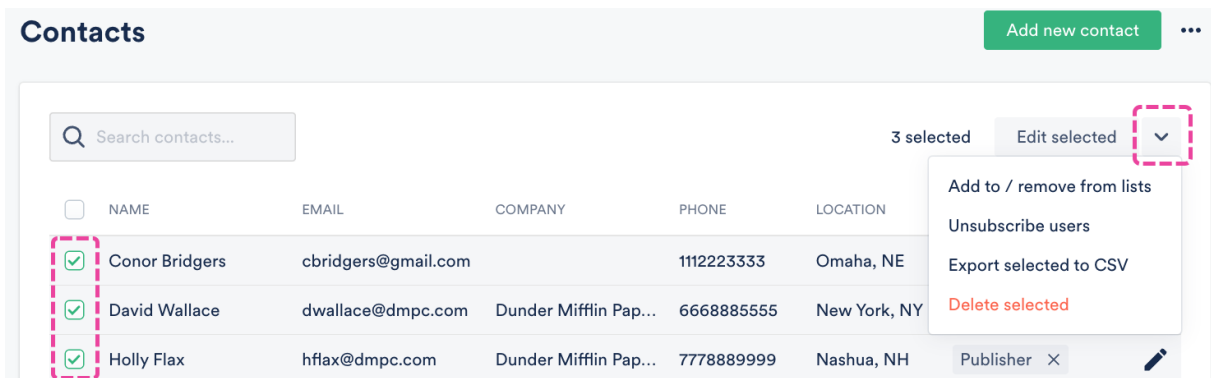 Contacts
Add new contact
Search contacts...
3 selected
Edit selected
Add to / remove from lists
Unsubscribe users
Export selected to CSV
Delete selected
NAME EMAIL COMPANY PHONE LOCATION
Conor Bridgers cbridgers@gmail.com 1112223333 Omaha, NE
David Wallace dwallace@dmpc.com Dunder Mifflin Pap... 6668885555 New York, NY
Holly Flax hflax@dmpc.com Dunder Mifflin Pap... 7778889999 Nashua, NH Publisher ×